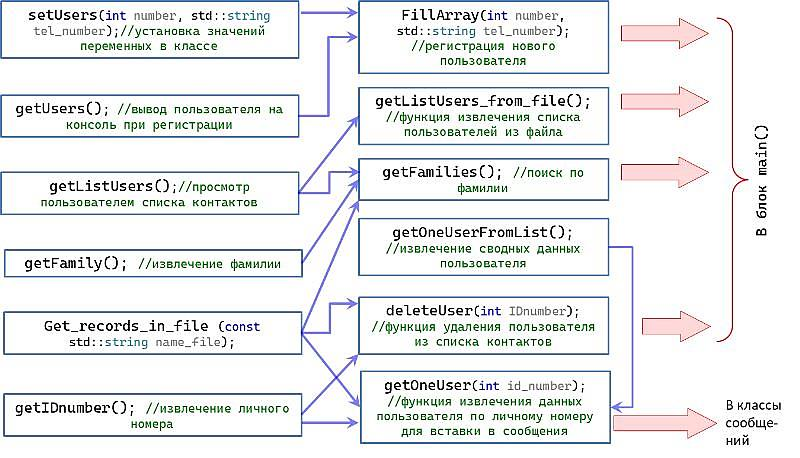 setUsers(int number, std::string
tel_number);//установка значений
переменных в классе
getUsers(); //вывод пользователя на
консоль при регистрации
getListUsers();//просмотр
пользователем списка контактов
getFamily(); //извлечение фамилии
Get_records_in_file (const
std::string name_file);
getIDnumber(); //извлечение личного
номера
FillArray(int number,
std::string tel_number);
//регистрация нового
пользователя
getListUsers_from_file();
//функция извлечения списка
пользователей из файла
getFamilies(); //поиск по
фамилии
getOneUserFromList();
//извлечение сводных данных
пользователя
deleteUser(int IDnumber);
//функция удаления пользователя
из списка контактов
getOneUser(int id_number);
//функция извлечения данных
пользователя по личному номеру
для вставки в сообщения
В блок main()
В классы
сообще-
ний